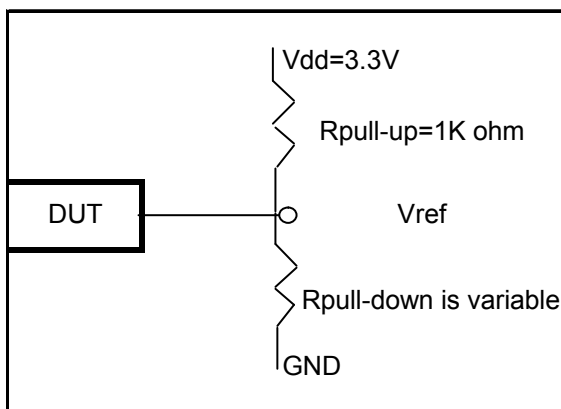 Vdd=3.3V
Rpull-up=1K ohm
DUT
Vref
Rpull-down is variable
GND